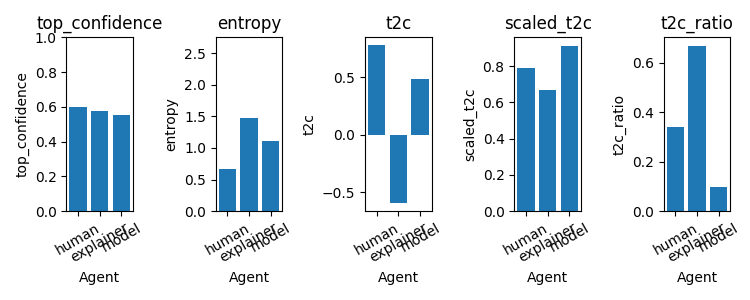 top_confidence
entropy
t2c
scaled_t2c
t2c_ratio
top_confidence
1.0
0.8
0.6
0.4
0.2
0.0
human
explainer
model
Agent
entropy
2.5
2.0
1.5
1.0
0.5
0.0
human
explainer
model
Agent
t2c
0.5
0.0
−0.5
human
explainer
model
Agent
scaled_t2c
0.8
0.6
0.4
0.2
0.0
human
explainer
model
Agent
t2c_ratio
0.6
0.4
0.2
0.0
human
explainer
model
Agent